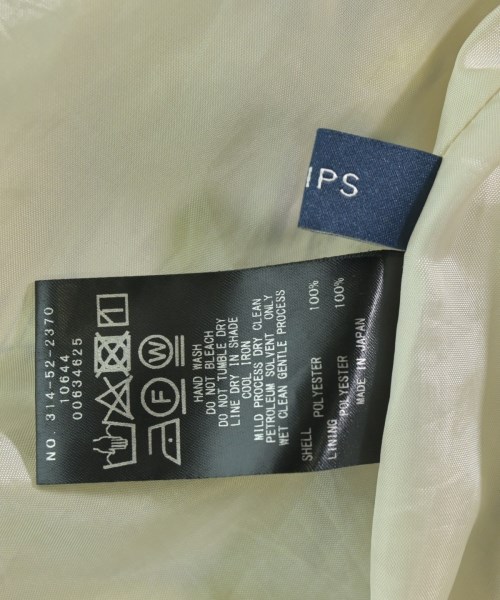 IPS
NO. 314-52-2370
10644
00634625
W
F
HAND WASH
DO NOT BLEACH
DO NOT TUMBLE DRY
LINE DRY IN SHADE
COOL IRON
MILD PROCESS DRY CLEAN
PETROLEUM SOLVENT ONLY
WET CLEAN GENTLE PROCESS
SHELL POLYESTER 100%
LINING POLYESTER 100%
MADE IN JAPAN